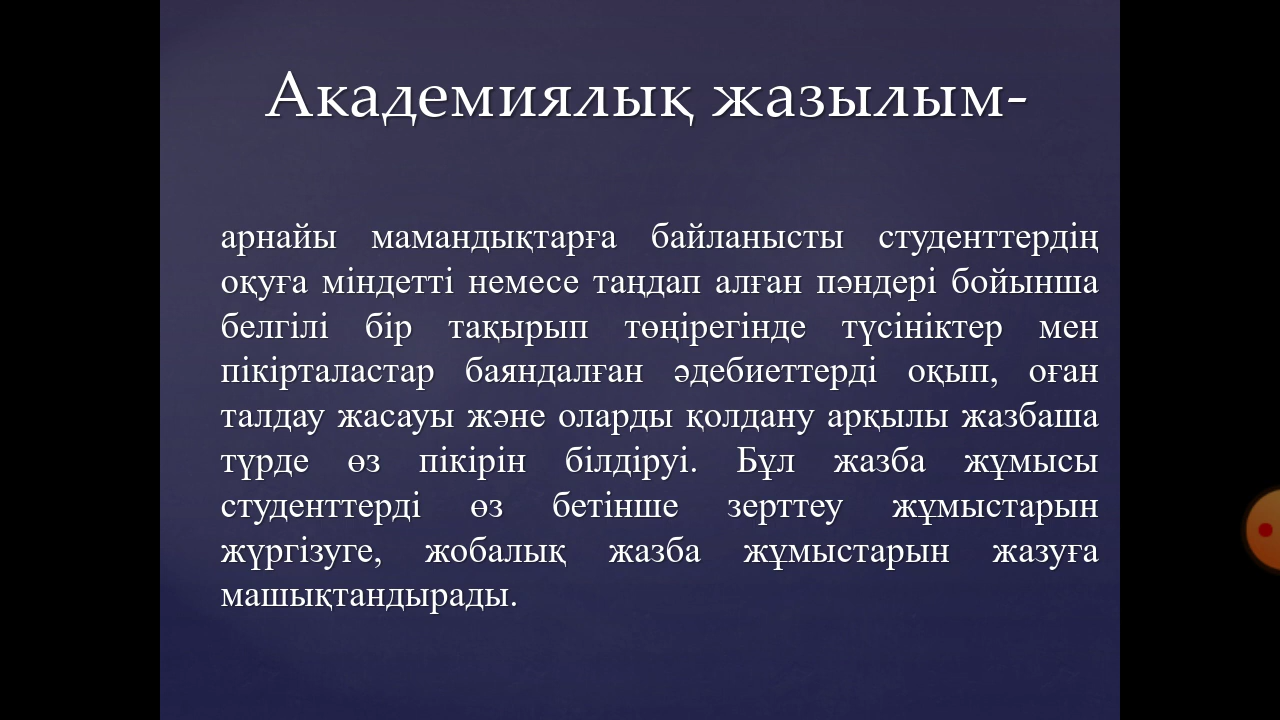 Академиялық жазылым-
арнайы мамандықтарға байланысты студенттердің
оқуға міндетті немесе таңдап алған пәндері бойынша
белгілі бір тақырып төңірегінде түсініктер мен
пікірталастар баяндалған әдебиеттерді оқып, оған
талдау жасауы және оларды қолдану арқылы жазбаша
түрде өз пікірін білдіруі. Бұл жазба жұмысы
студенттерді өз бетінше зерттеу жұмыстарын
жүргізуге, жобалық жазба жұмыстарын жазуға
машықтандырады.